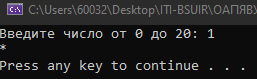 C:\Users\60032\Desktop\ITI-BSUIR\ОАПЯВУ
Введите число от 0 до 20: 1
*
Press any key to continue . . .